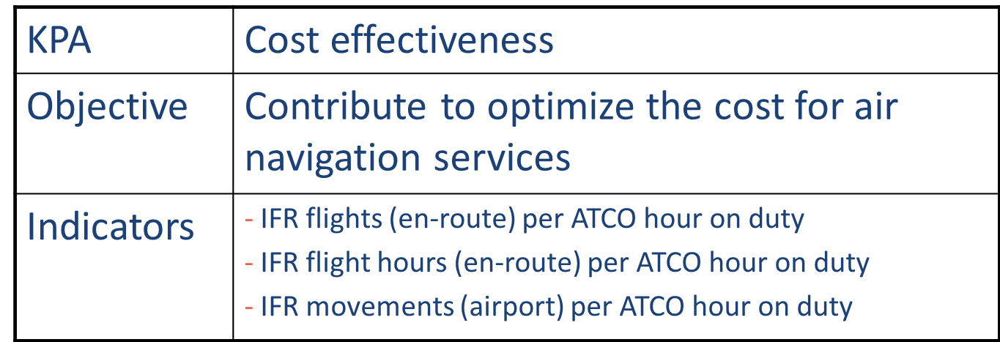 KPA
Cost effectiveness
Objective
Contribute to optimize the cost for air
navigation services
Indicators
- IFR flights (en-route) per ATCO hour on duty
- IFR flight hours (en-route) per ATCO hour on duty
- IFR movements (airport) per ATCO hour on duty